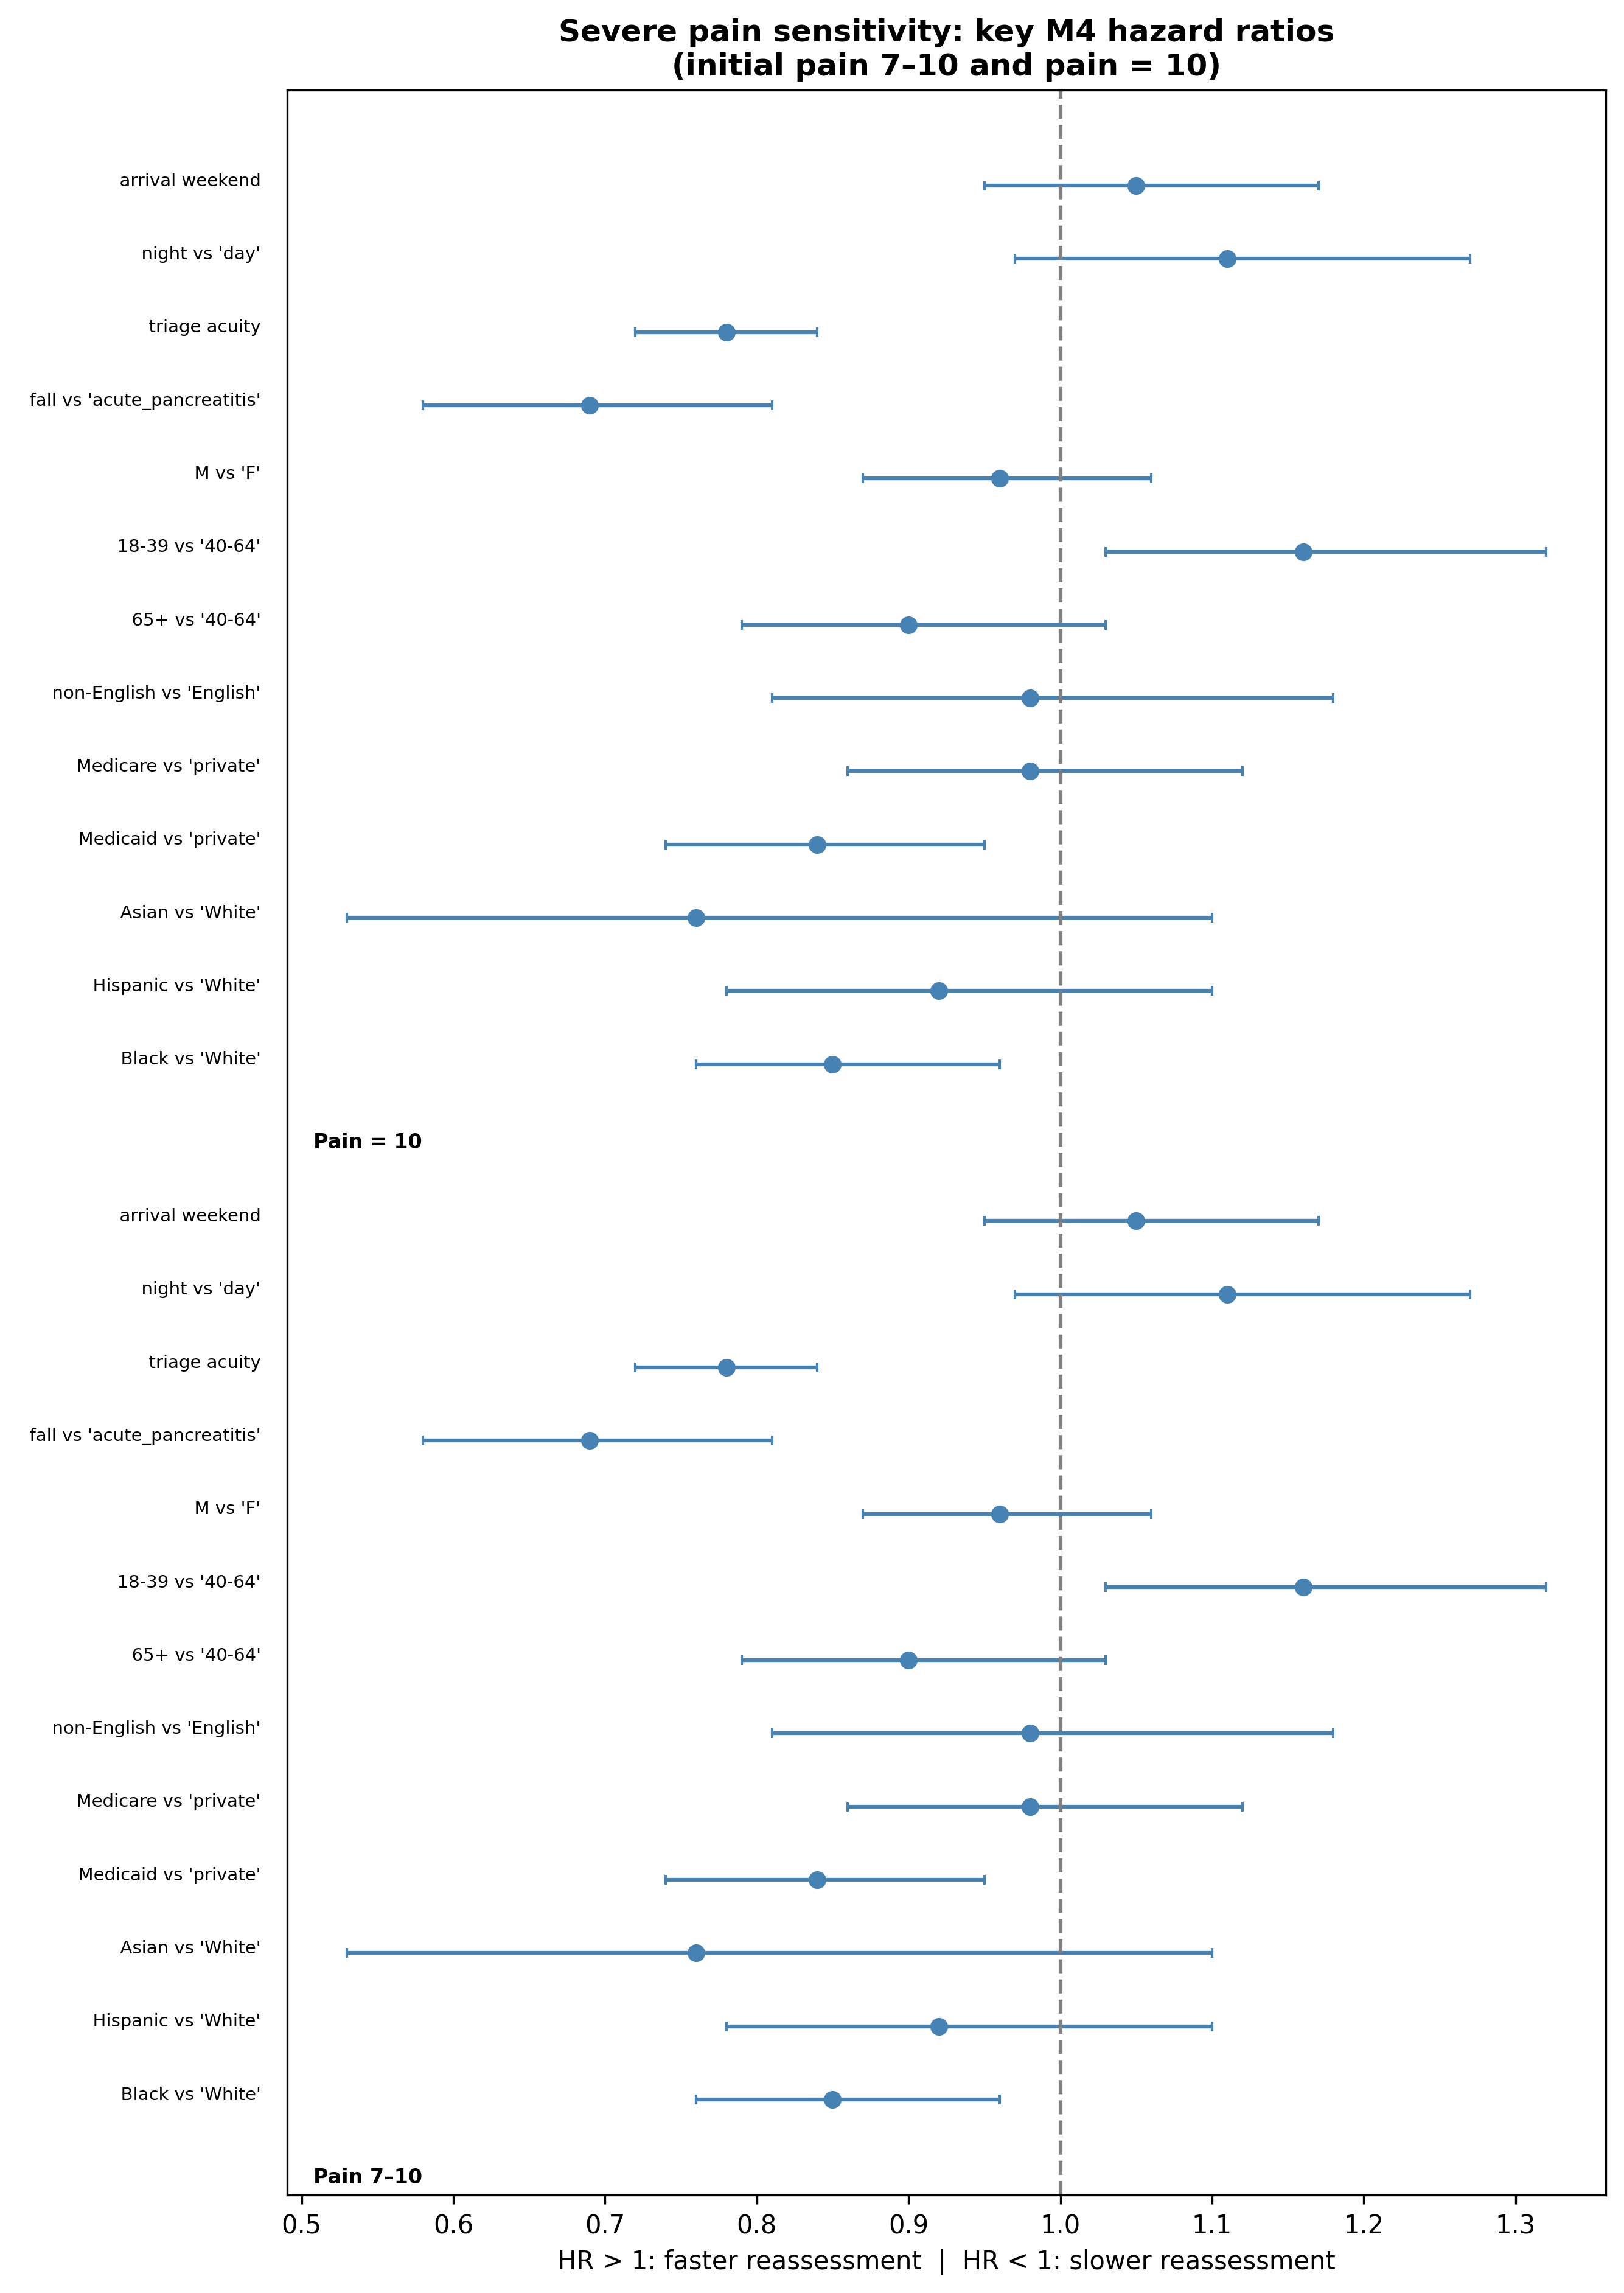 Severe pain sensitivity: key M4 hazard ratios
(initial pain 7–10 and pain = 10)
arrival weekend
night vs 'day'
triage acuity
fall vs 'acute_pancreatitis'
M vs 'F'
18-39 vs '40-64'
65+ vs '40-64'
non-English vs 'English'
Medicare vs 'private'
Medicaid vs 'private'
Asian vs 'White'
Hispanic vs 'White'
Black vs 'White'
Pain = 10
arrival weekend
night vs 'day'
triage acuity
fall vs 'acute_pancreatitis'
M vs 'F'
18-39 vs '40-64'
65+ vs '40-64'
non-English vs 'English'
Medicare vs 'private'
Medicaid vs 'private'
Asian vs 'White'
Hispanic vs 'White'
Black vs 'White'
Pain 7–10
0.5 0.6 0.7 0.8 0.9 1.0 1.1 1.2 1.3
HR > 1: faster reassessment | HR < 1: slower reassessment